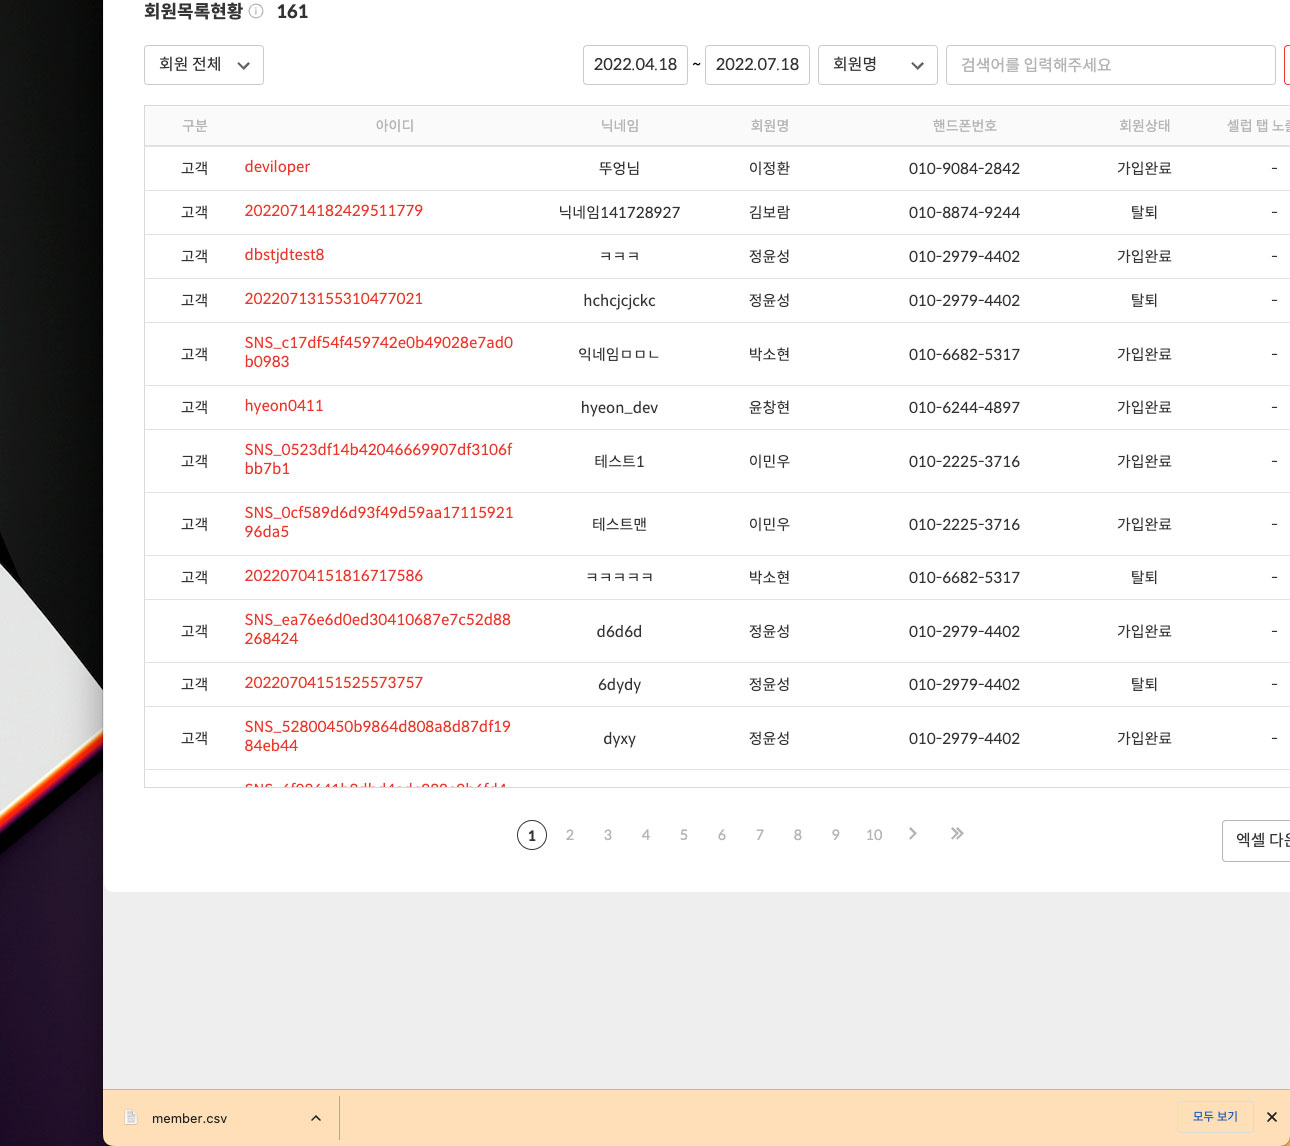 회원목록현황 161
회원 전체 2022.04.18 ~ 2022.07.18 회원명 검색어를 입력해주세요
구분 아이디 닉네임 회원명 핸드폰번호 회원상태 셀럽 탭
고객 deviloper 뚜엉님 이정환 010-9084-2842 가입완료 -
고객 20220714182429511779 닉네임141728927 김보람 010-8874-9244 탈퇴 -
고객 dbstjdtest8 ㅋㅋㅋ 정윤성 010-2979-4402 가입완료 -
고객 20220713155310477021 hchcjcjckc 정윤성 010-2979-4402 탈퇴 -
고객 SNS_c17df54f459742e0b49028e7ad0 익네임ㅁㅁㄴ 박소현 010-6682-5317 가입완료 -
b0983
고객 hyeon0411 hyeon_dev 윤창현 010-6244-4897 가입완료 -
고객 SNS_0523df14b42046669907df3106f 테스트1 이민우 010-2225-3716 가입완료 -
bb7b1
고객 SNS_0cf589d6d93f49d59aa17115921 테스트맨 이민우 010-2225-3716 가입완료 -
96da5
고객 20220704151816717586 ㅋㅋㅋㅋㅋ 박소현 010-6682-5317 탈퇴 -
고객 SNS_ea76e6d0ed30410687e7c52d88 d6d6d 정윤성 010-2979-4402 가입완료 -
268424
고객 20220704151525573757 6dydy 정윤성 010-2979-4402 탈퇴 -
고객 SNS_52800450b9864d808a8d87df19 dyxy 정윤성 010-2979-4402 가입완료 -
84eb44
1 2 3 4 5 6 7 8 9 10
엑셀
member.csv 모두 보기